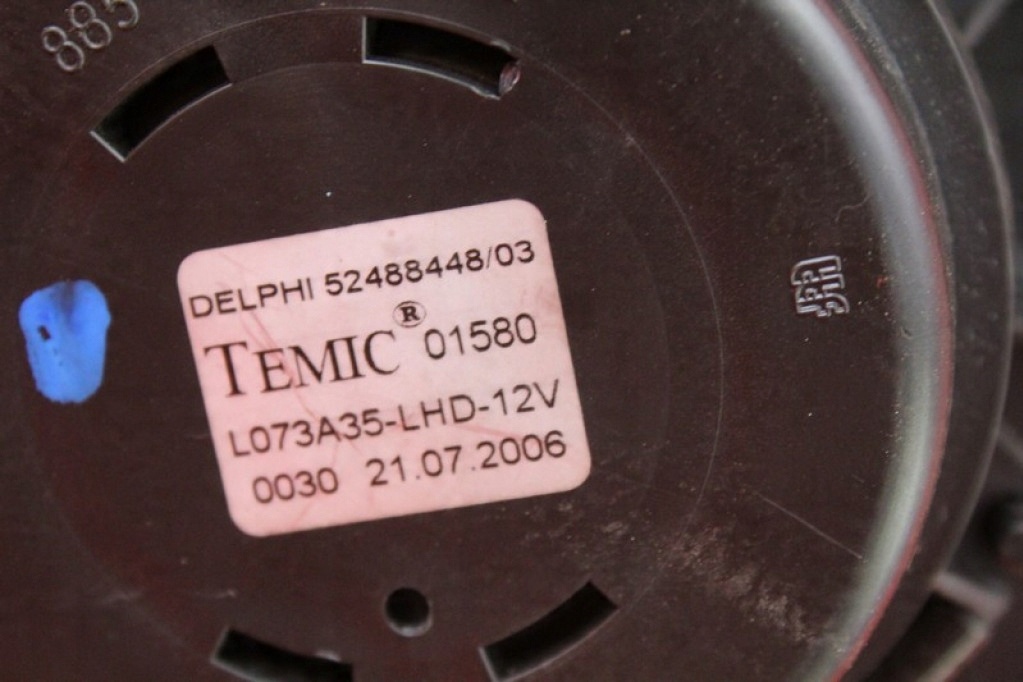 885
DELPHI 52488448/03
TEMIC® 01580
L073A35-LHD-12V
0030 21.07.2006